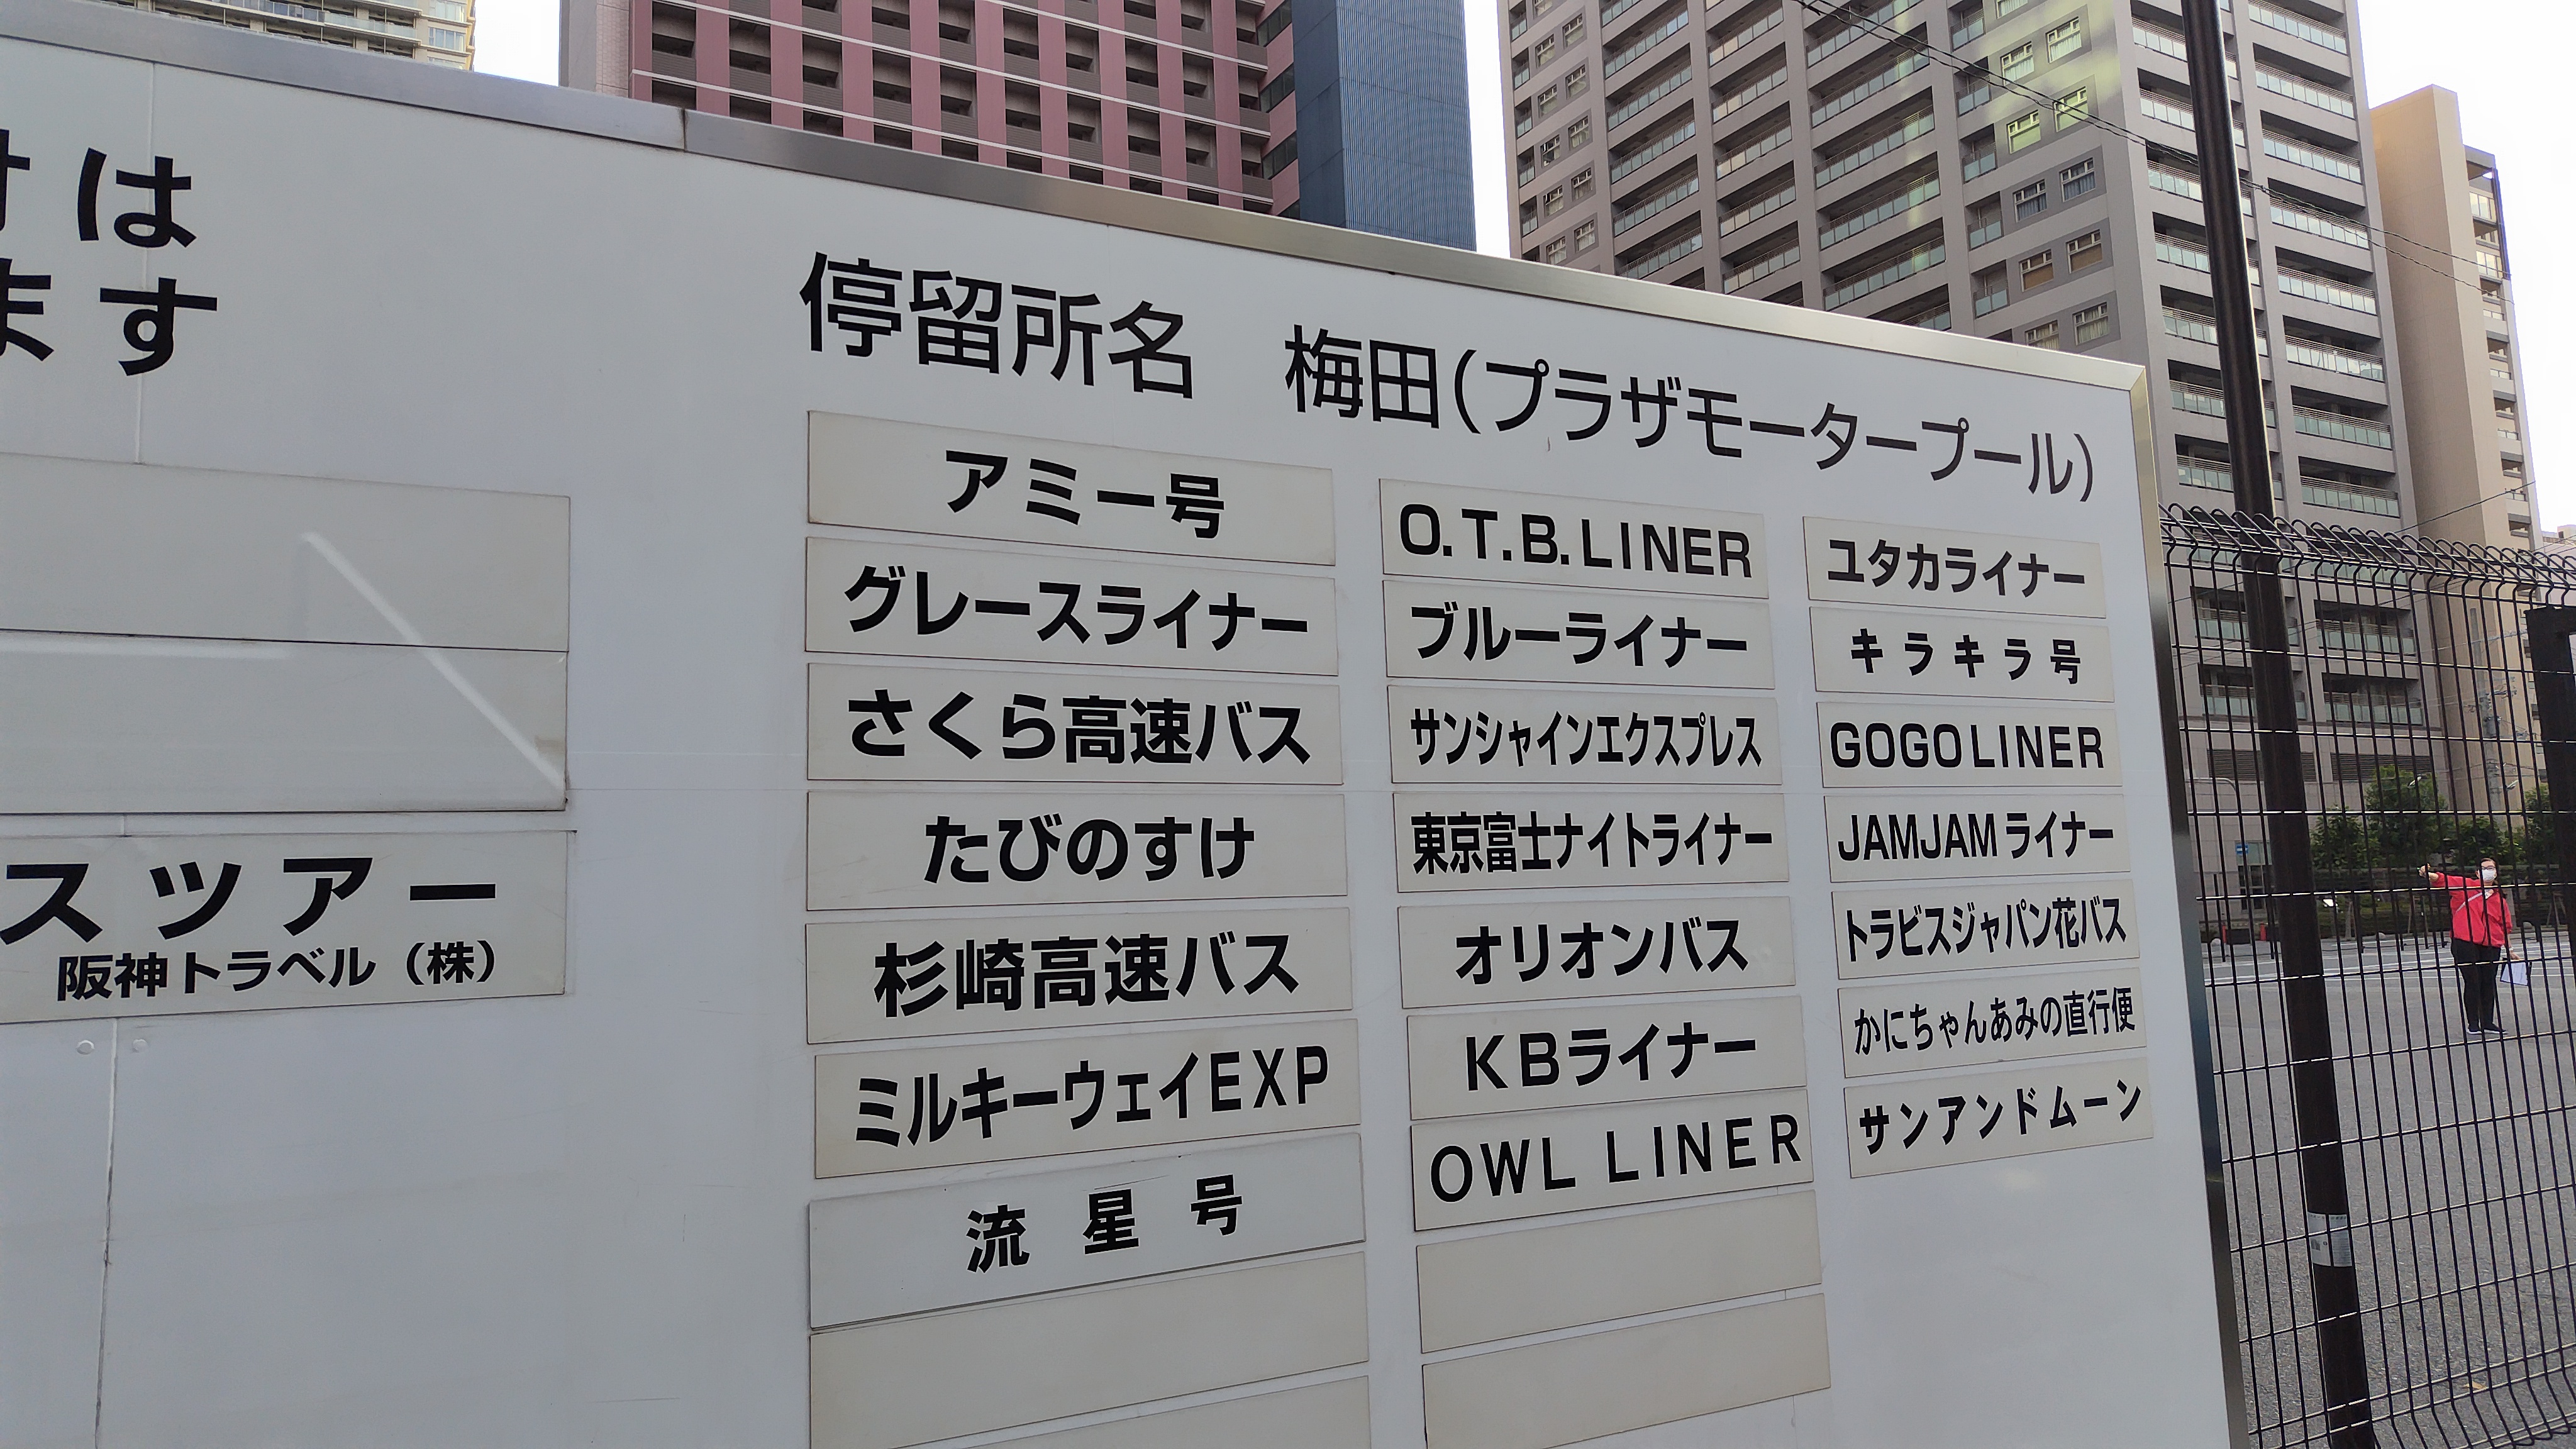 は
ます
スツアー
阪神トラベル（株）
停留所名　梅田(プラザモータープール)
アミー号
グレースライナー
さくら高速バス
たびのすけ
杉崎高速バス
ミルキーウェイEXP
流星号
O.T.B.LINER
ブルーライナー
サンシャインエクスプレス
東京富士ナイトライナー
オリオンバス
KBライナー
OWL LINER
ユタカライナー
キラキラ号
GOGOLINER
JAMJAMライナー
トラビスジャパン花バス
かにちゃんあみの直行便
サンアンドムーン